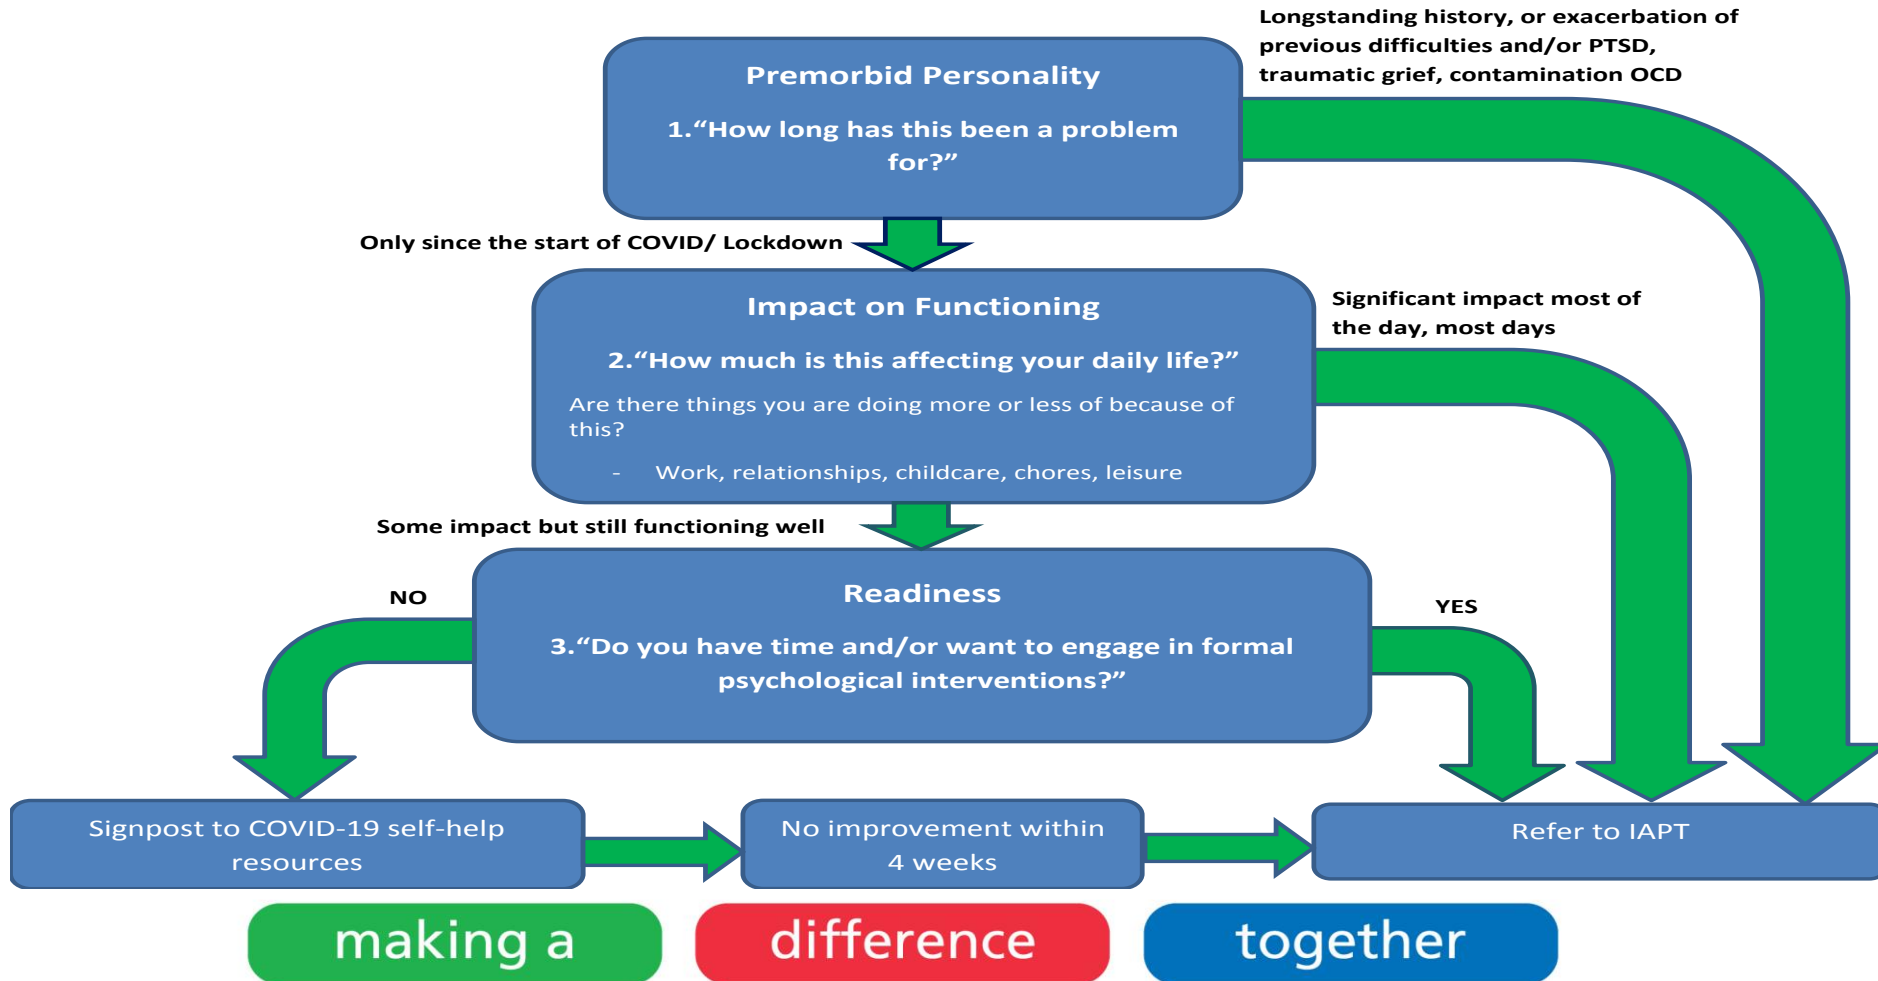 Longstanding history, or exacerbation of
previous difficulties and/or PTSD,
traumatic grief, contamination OCD
Premorbid Personality
1.“How long has this been a problem
for?”
Only since the start of COVID/ Lockdown
Impact on Functioning
2.“How much is this affecting your daily life?”
Are there things you are doing more or less of because of
this?
- Work, relationships, childcare, chores, leisure
Significant impact most of
the day, most days
Some impact but still functioning well
Readiness
3.“Do you have time and/or want to engage in formal
psychological interventions?”
NO
YES
Signpost to COVID-19 self-help
resources
No improvement within
4 weeks
Refer to IAPT
making a
difference
together